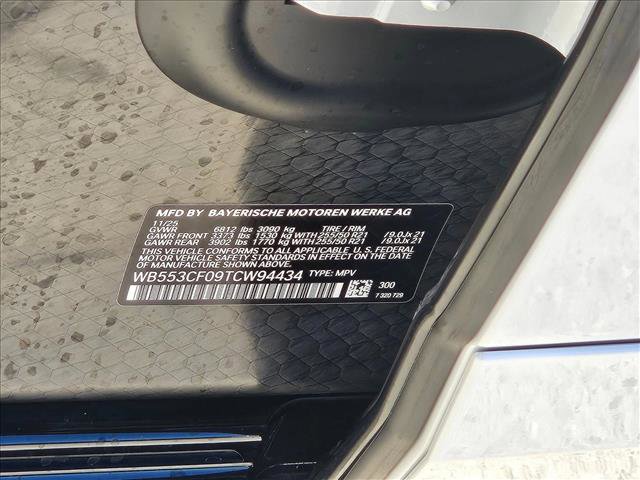 MFD BY BAYERISCHE MOTOREN WERKE AG
11/25
GVWR 6812 lbs 3090 kg TIRE / RIM
GAWR FRONT 3373 lbs 1530 kg WITH 255/50 R21 /9.0Jx 21
GAWR REAR 3902 lbs 1770 kg WITH 255/50 R21 /9.0Jx 21
THIS VEHICLE CONFORMS TO ALL APPLICABLE U. S. FEDERAL
MOTOR VEHICLE SAFETY STANDARDS IN EFFECT ON THE DATE OF
MANUFACTURE SHOWN ABOVE.
WB553CF09TCW94434 TYPE: MPV
300
7 320 729